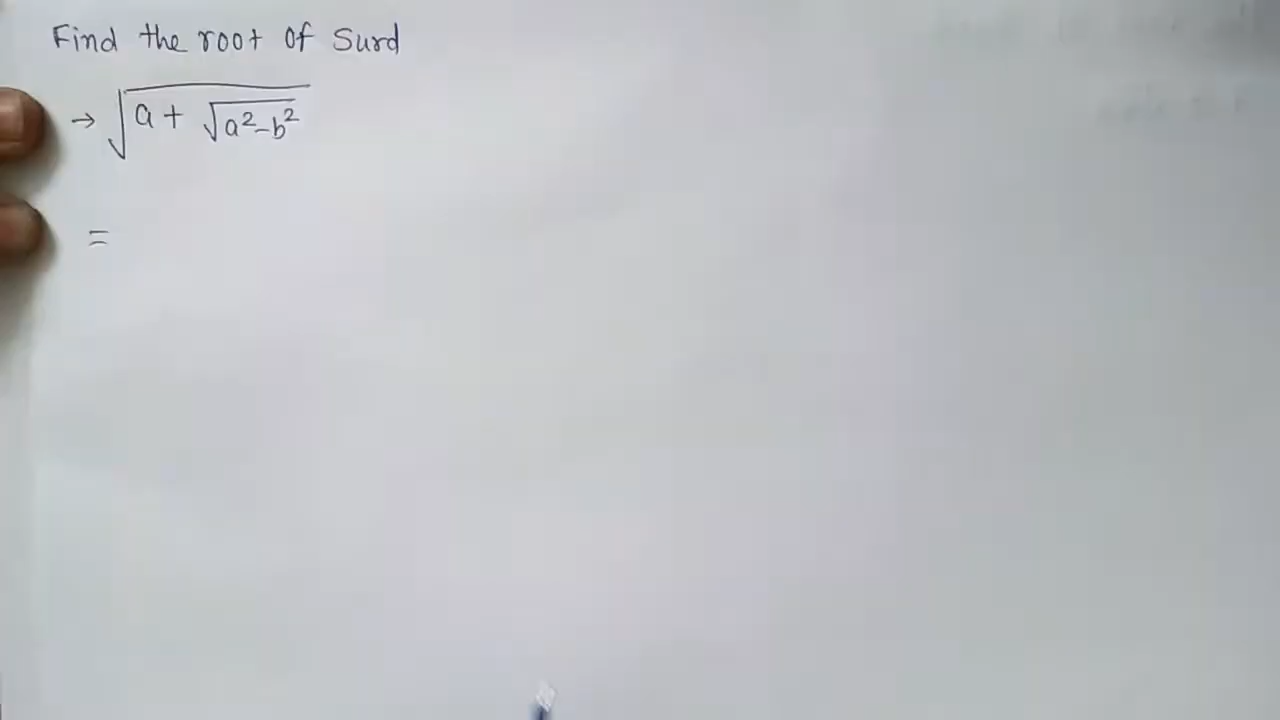 Find the root of Surd
→ √(a + √(a²-b²))
=